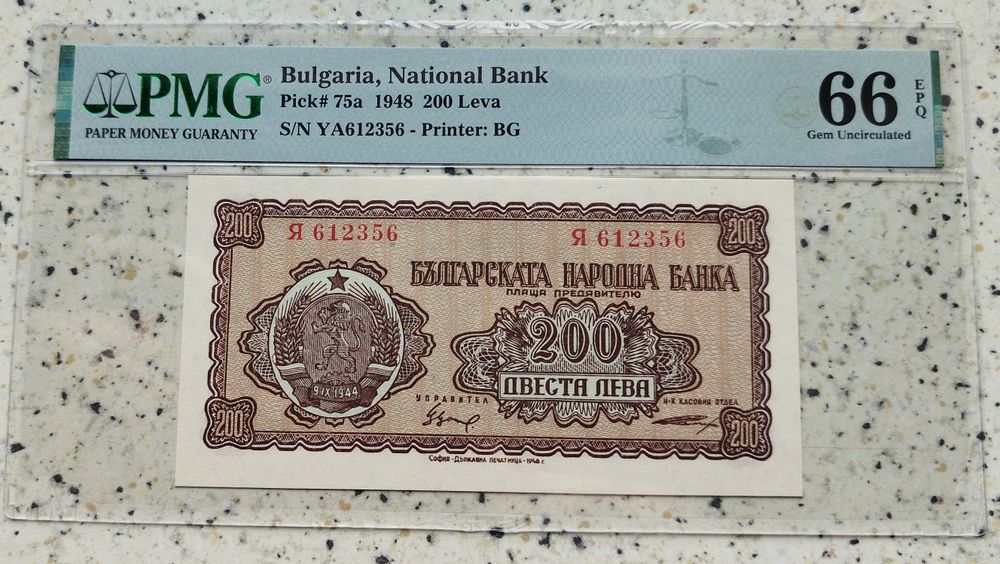 PMG®
PAPER MONEY GUARANTY
Bulgaria, National Bank
Pick# 75a 1948 200 Leva
S/N YA612356 - Printer: BG
66
EPQ
Gem Uncirculated
200
200
Я 612356
Я 612356
БЪЛГАРСКАТА НАРОДНА БАНКА
ПЛАЩА ПРЕДЯВИТЕЛЮ
200
ДВЕСТА ЛЕВА
9·IX·1944
УПРАВИТЕЛ
Н-К КАСОВИЯ ОТДЕЛ
200
200
СОФИЯ - ДЪРЖАВНА ПЕЧАТНИЦА - 1948 г.